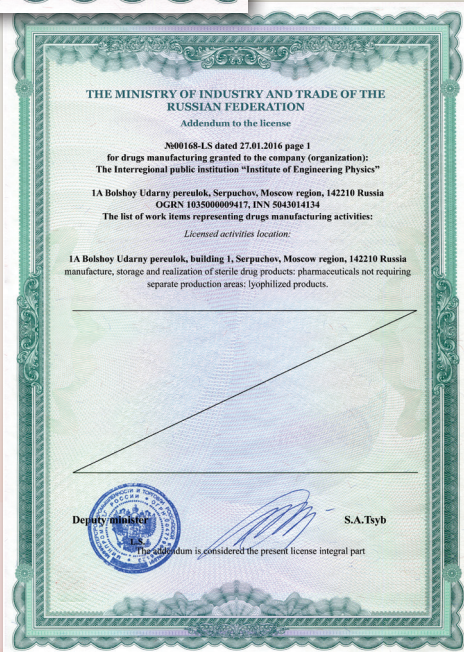 THE MINISTRY OF INDUSTRY AND TRADE OF THE
RUSSIAN FEDERATION
Addendum to the license
№00168-LS dated 27.01.2016 page 1
for drugs manufacturing granted to the company (organization):
The Interregional public institution “Institute of Engineering Physics”
1A Bolshoy Udarny pereulok, Serpuchov, Moscow region, 142210 Russia
OGRN 1035000009417, INN 5043014134
The list of work items representing drugs manufacturing activities:
Licensed activities location:
1A Bolshoy Udarny pereulok, building 1, Serpuchov, Moscow region, 142210 Russia
manufacture, storage and realization of sterile drug products: pharmaceuticals not requiring
separate production areas: lyophilized products.
Deputy minister
S.A.Tsyb
L.S.
The addendum is considered the present license integral part